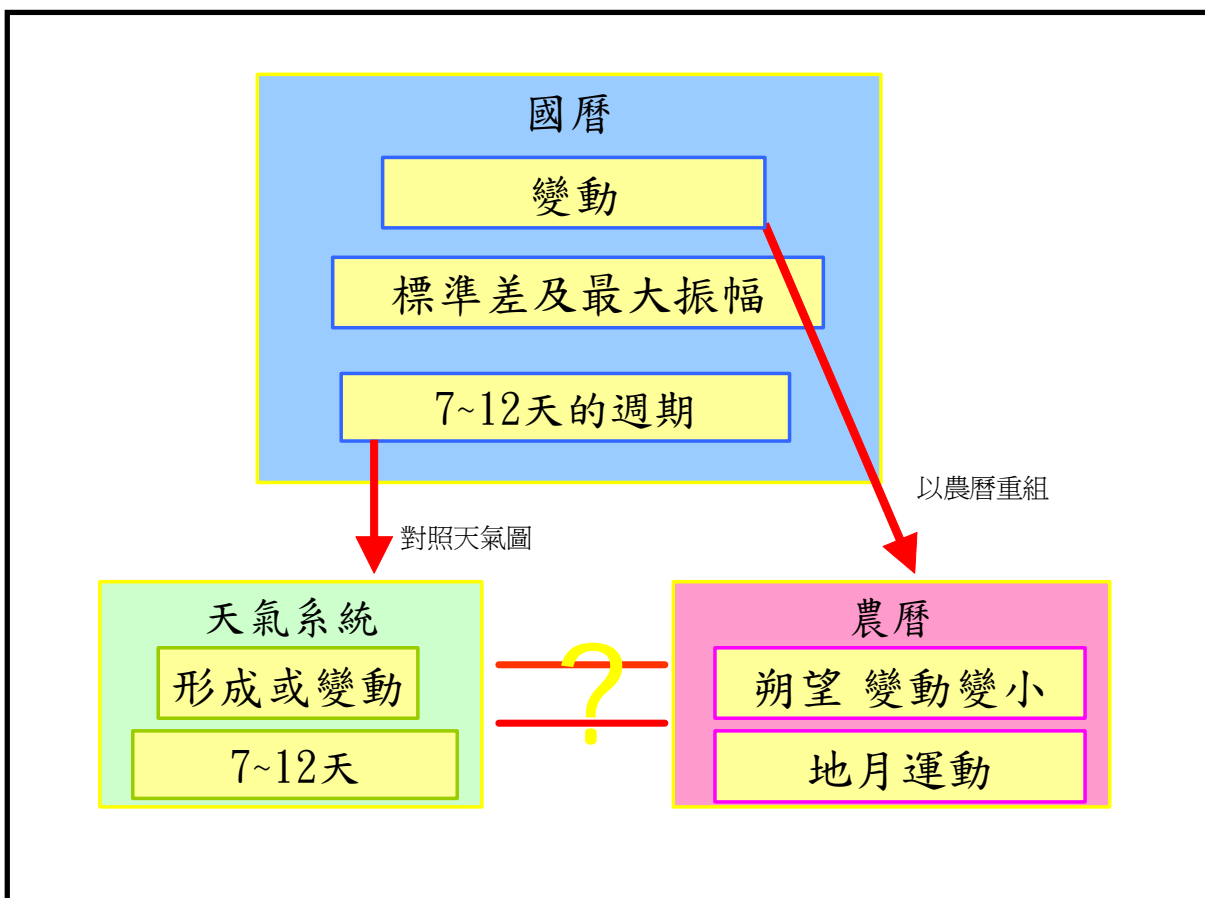 國曆
變動
標準差及最大振幅
7~12天的週期
以農曆重組
對照天氣圖
天氣系統
形成或變動
7~12天
?
農曆
朔望 變動變小
地月運動